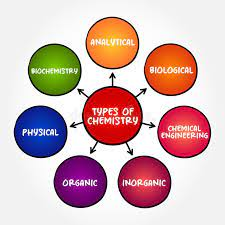 ANALYTICAL
BIOCHEMISTRY
BIOLOGICAL
TYPES OF
CHEMISTRY
PHYSICAL
CHEMICAL
ENGINEERING
ORGANIC
INORGANIC